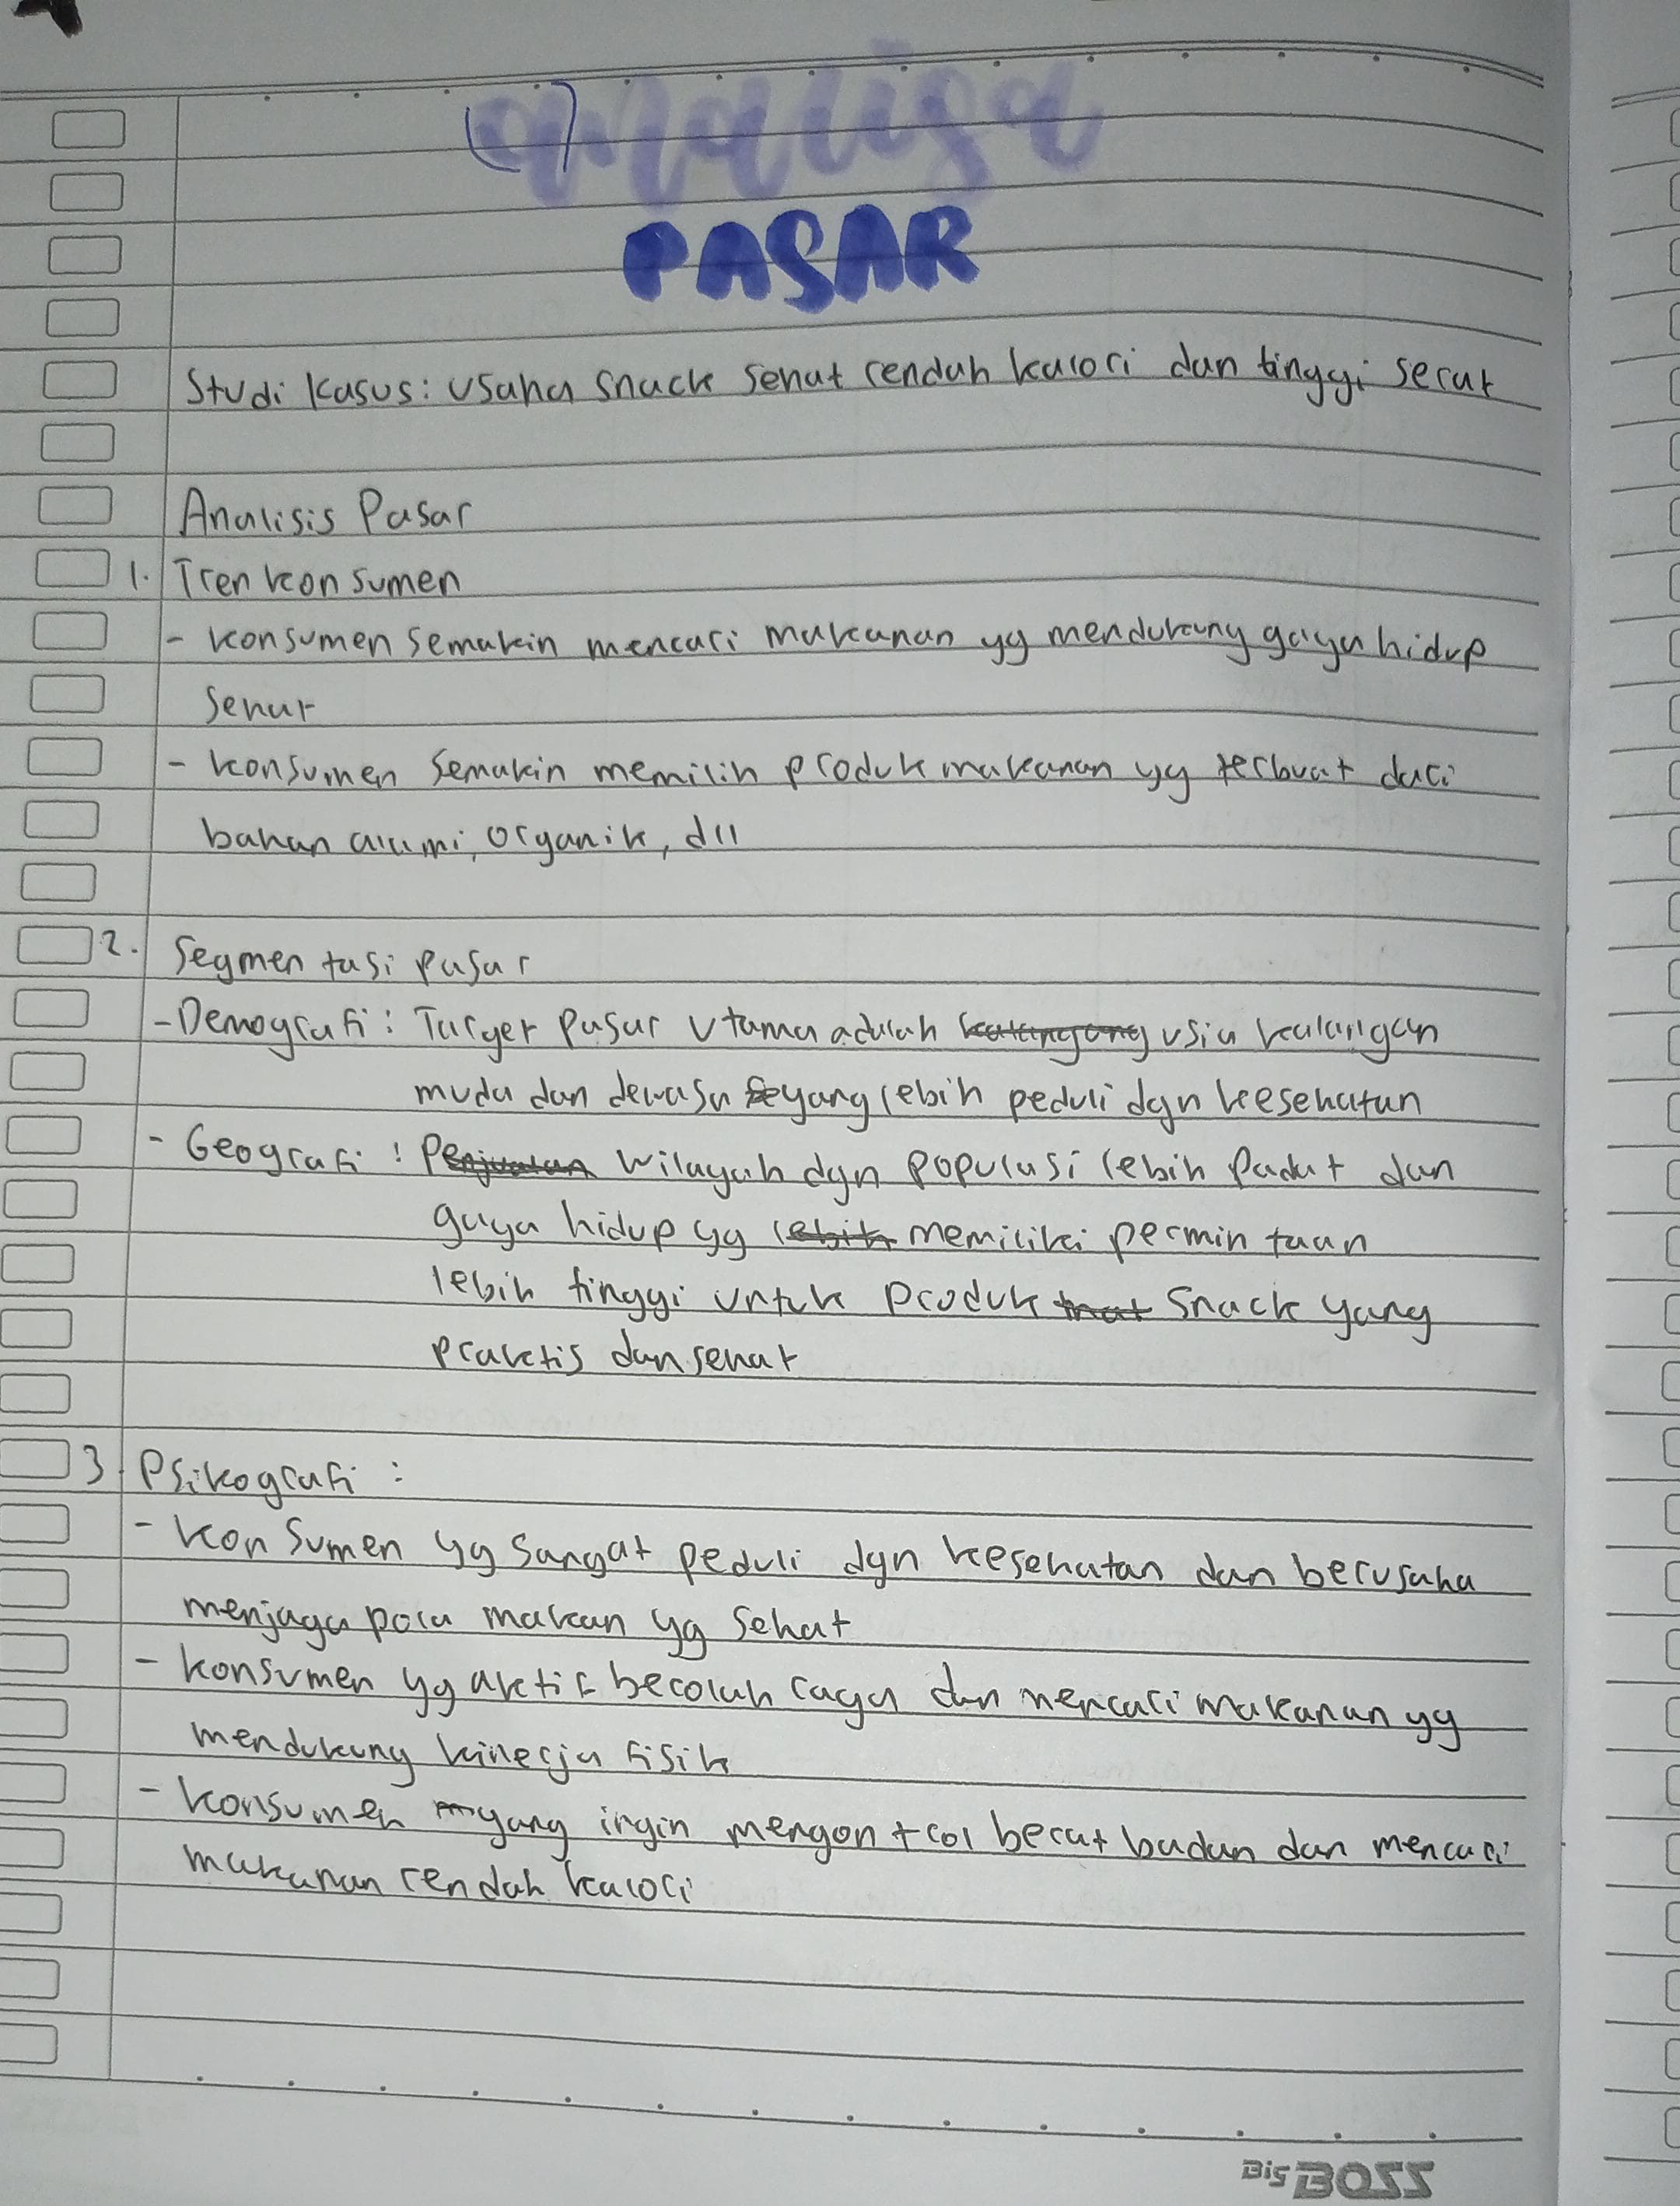 analisa
PASAR
Studi kasus: usaha snack sehat rendah kalori dan tinggi serat
Analisis Pasar
1. Tren konsumen
- konsumen semakin mencari makanan yg mendukung gaya hidup
sehat
- konsumen semakin memilih produk makanan yg terbuat dari
bahan alami, organik, dll
2. Segmentasi pasar
- Demografi: Target pasar utama adalah usia kalangan
muda dan dewasa yang lebih peduli dgn kesehatan
- Geografi : Penjualan wilayah dgn populasi lebih padat dan
gaya hidup yg lebih memiliki permintaan
lebih tinggi untuk produk snack yang
praktis dan sehat
3. Psikografi :
- konsumen yg sangat peduli dgn kesehatan dan berusaha
menjaga pola makan yg sehat
- konsumen yg aktif berolah raga dan mencari makanan yg
mendukung kinerja fisik
- konsumen yang ingin mengontrol berat badan dan mencari
makanan rendah kalori
Big BOSS